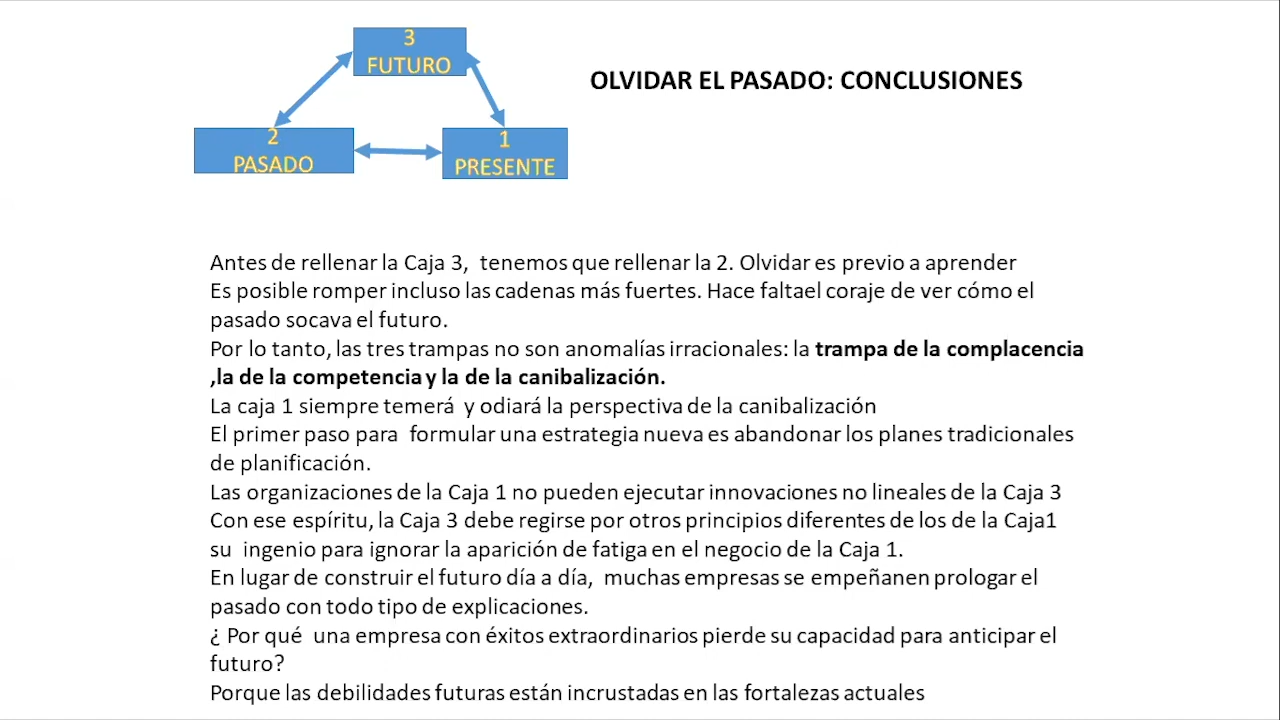 3
FUTURO
OLVIDAR EL PASADO: CONCLUSIONES
2
PASADO
1
PRESENTE
Antes de rellenar la Caja 3, tenemos que rellenar la 2. Olvidar es previo a aprender
Es posible romper incluso las cadenas más fuertes. Hace faltael coraje de ver cómo el
pasado socava el futuro.
Por lo tanto, las tres trampas no son anomalías irracionales: la trampa de la complacencia
,la de la competencia y la de la canibalización.
La caja 1 siempre temerá y odiará la perspectiva de la canibalización
El primer paso para formular una estrategia nueva es abandonar los planes tradicionales
de planificación.
Las organizaciones de la Caja 1 no pueden ejecutar innovaciones no lineales de la Caja 3
Con ese espíritu, la Caja 3 debe regirse por otros principios diferentes de los de la Caja1
su ingenio para ignorar la aparición de fatiga en el negocio de la Caja 1.
En lugar de construir el futuro día a día, muchas empresas se empeñanen prologar el
pasado con todo tipo de explicaciones.
¿ Por qué una empresa con éxitos extraordinarios pierde su capacidad para anticipar el
futuro?
Porque las debilidades futuras están incrustadas en las fortalezas actuales